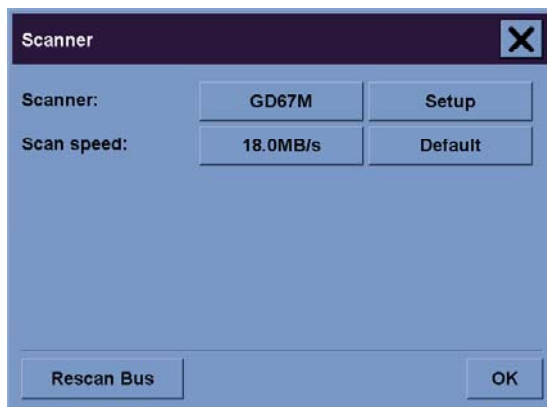 Scanner
Scanner: GD67M Setup
Scan speed: 18.0MB/s Default
Rescan Bus OK